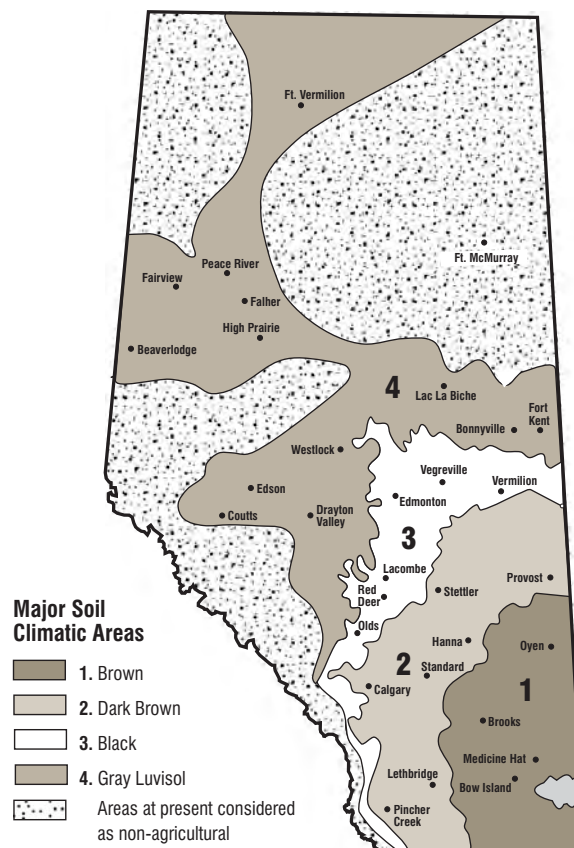 Ft. Vermilion
Ft. McMurray
Peace River
Fairview
Falher
High Prairie
Beaverlodge
4
Lac La Biche
Fort
Kent
Bonnyville
Westlock
Vegreville
Vermilion
Edson
Edmonton
Coutts
Drayton
Valley
3
Lacombe
Provost
Red
Deer
Stettler
Olds
Hanna
Oyen
2
Standard
1
Calgary
Brooks
Medicine Hat
Lethbridge
Bow Island
Pincher
Creek
Major Soil
Climatic Areas
1. Brown
2. Dark Brown
3. Black
4. Gray Luvisol
Areas at present considered
as non-agricultural